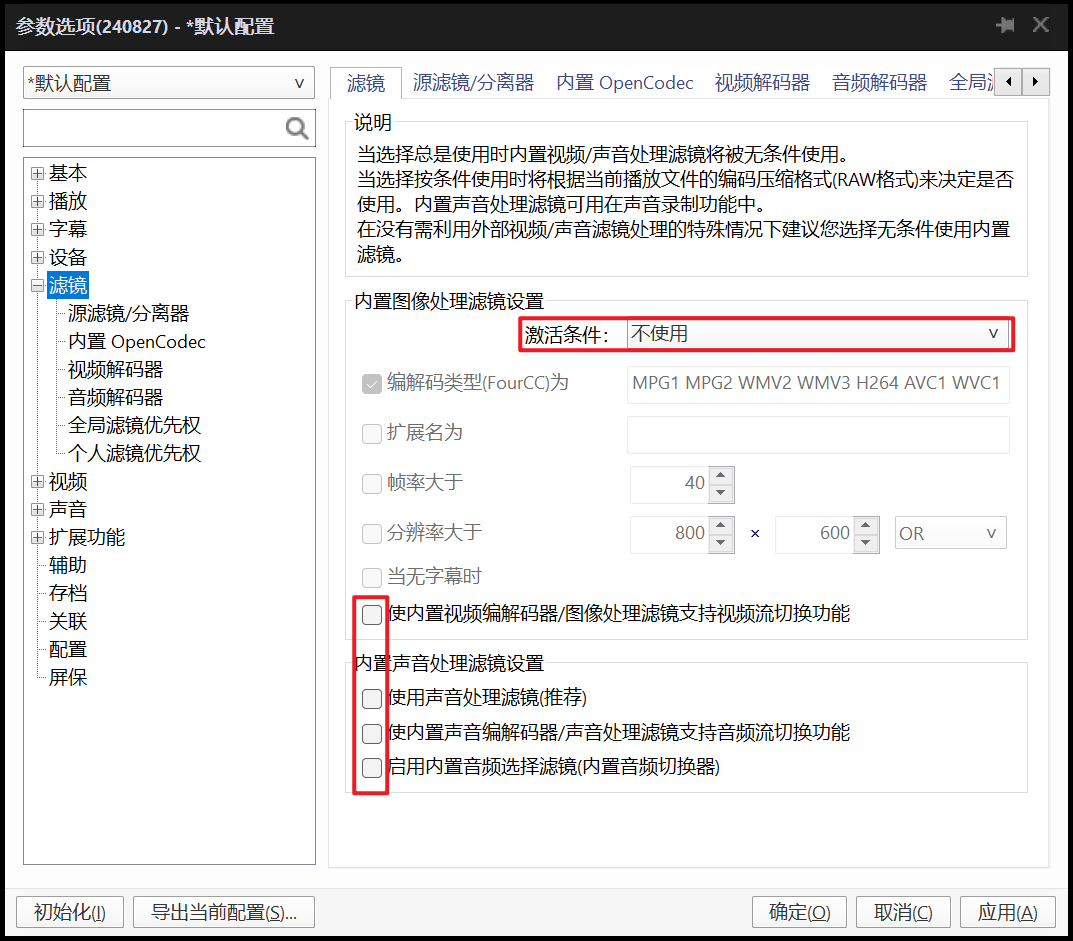 参数选项(240827) - *默认配置
*默认配置
基本
播放
字幕
设备
滤镜
源滤镜/分离器
内置 OpenCodec
视频解码器
音频解码器
全局滤镜优先权
个人滤镜优先权
视频
声音
扩展功能
辅助
存档
关联
配置
屏保
滤镜 源滤镜/分离器 内置 OpenCodec 视频解码器 音频解码器 全局
说明
当选择总是使用时内置视频/声音处理滤镜将被无条件使用。
当选择按条件使用时将根据当前播放文件的编码压缩格式(RAW格式)来决定是否
使用。内置声音处理滤镜可用在声音录制功能中。
在没有需利用外部视频/声音滤镜处理的特殊情况下建议您选择无条件使用内置
滤镜。
内置图像处理滤镜设置
激活条件: 不使用
编解码类型(FourCC)为 MPG1 MPG2 WMV2 WMV3 H264 AVC1 WVC1
扩展名为
帧率大于 40
分辨率大于 800 × 600 OR
当无字幕时
使内置视频编解码器/图像处理滤镜支持视频流切换功能
内置声音处理滤镜设置
使用声音处理滤镜(推荐)
使内置声音编解码器/声音处理滤镜支持音频流切换功能
启用内置音频选择滤镜(内置音频切换器)
初始化(I) 导出当前配置(S)... 确定(O) 取消(C) 应用(A)